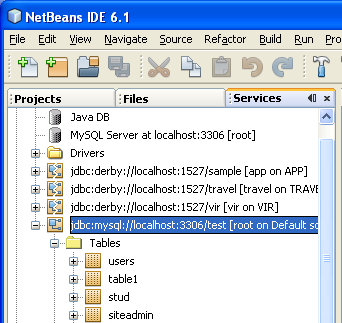 NetBeans IDE 6.1
File Edit View Navigate Source Refactor Build Run
Projects Files Services
Java DB
MySQL Server at localhost:3306 [root]
Drivers
jdbc:derby://localhost:1527/sample [app on APP]
jdbc:derby://localhost:1527/travel [travel on TRAVE
jdbc:derby://localhost:1527/vir [vir on VIR]
jdbc:mysql://localhost:3306/test [root on Default sc
Tables
users
table1
stud
siteadmin